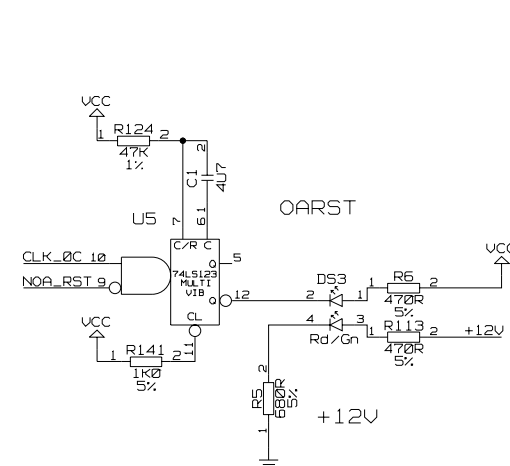 VCC
1 R124 2
47K
1%
2
C1
4U7
U5
7
6 1
OARST
CLK_0C 10
NOA_RST 9
C/R C
Q
5
74LS123
MULTI
VIB
Q
12
CL
11
VCC
1 R141 2
1K0
5%
DS3
2 1
4 3
Rd/Gn
VCC
1 R6 2
470R
5%
1 R113 2
470R
5%
+12V
2
R5
680R
5%
1
+12V